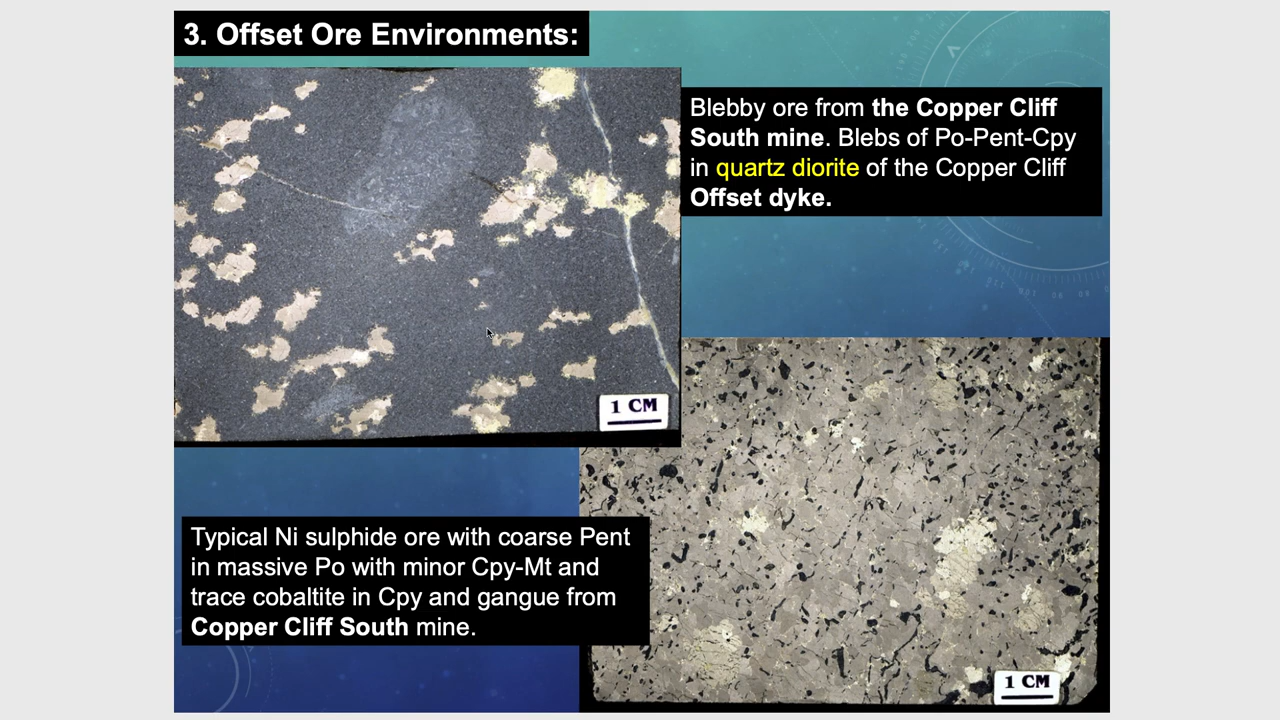 3. Offset Ore Environments:
Blebby ore from the Copper Cliff
South mine. Blebs of Po-Pent-Cpy
in quartz diorite of the Copper Cliff
Offset dyke.
1 CM
Typical Ni sulphide ore with coarse Pent
in massive Po with minor Cpy-Mt and
trace cobaltite in Cpy and gangue from
Copper Cliff South mine.
1 CM